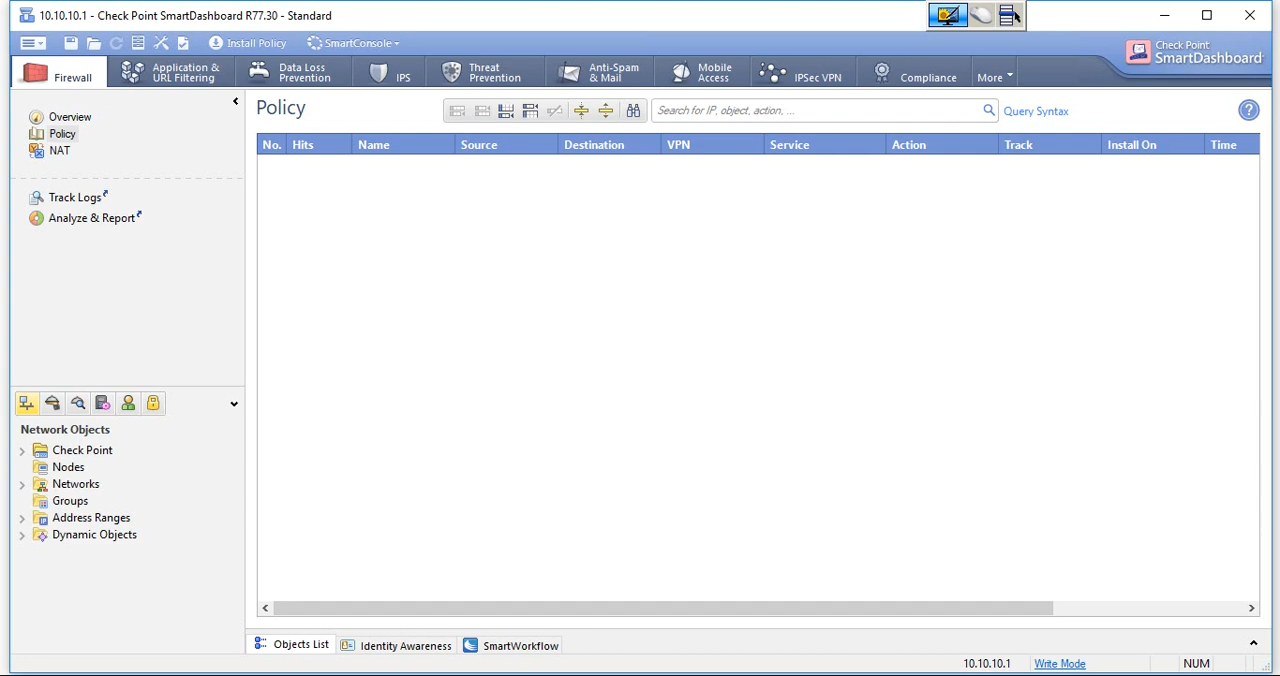 10.10.10.1 - Check Point SmartDashboard R77.30 - Standard
Install Policy
SmartConsole
Check Point
SmartDashboard
Firewall
Application &
URL Filtering
Data Loss
Prevention
IPS
Threat
Prevention
Anti-Spam
& Mail
Mobile
Access
IPSec VPN
Compliance
More
Overview
Policy
NAT
Track Logs
Analyze & Report
Policy
Search for IP, object, action, ...
Query Syntax
No. Hits Name Source Destination VPN Service Action Track Install On Time
Network Objects
Check Point
Nodes
Networks
Groups
Address Ranges
Dynamic Objects
Objects List
Identity Awareness
SmartWorkflow
10.10.10.1
Write Mode
NUM